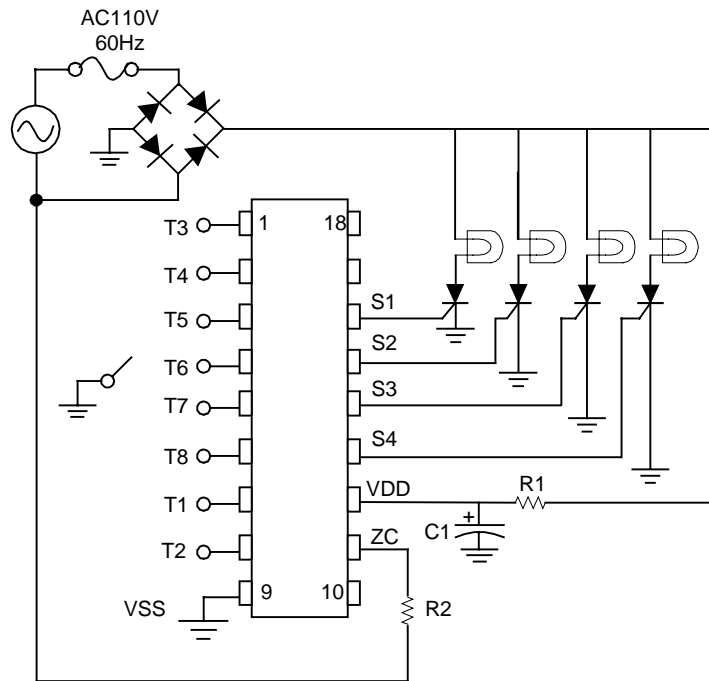 AC110V
60Hz
T3
1
18
T4
S1
T5
S2
T6
S3
T7
S4
T8
VDD
R1
T1
+
C1
ZC
T2
9
10
VSS
R2